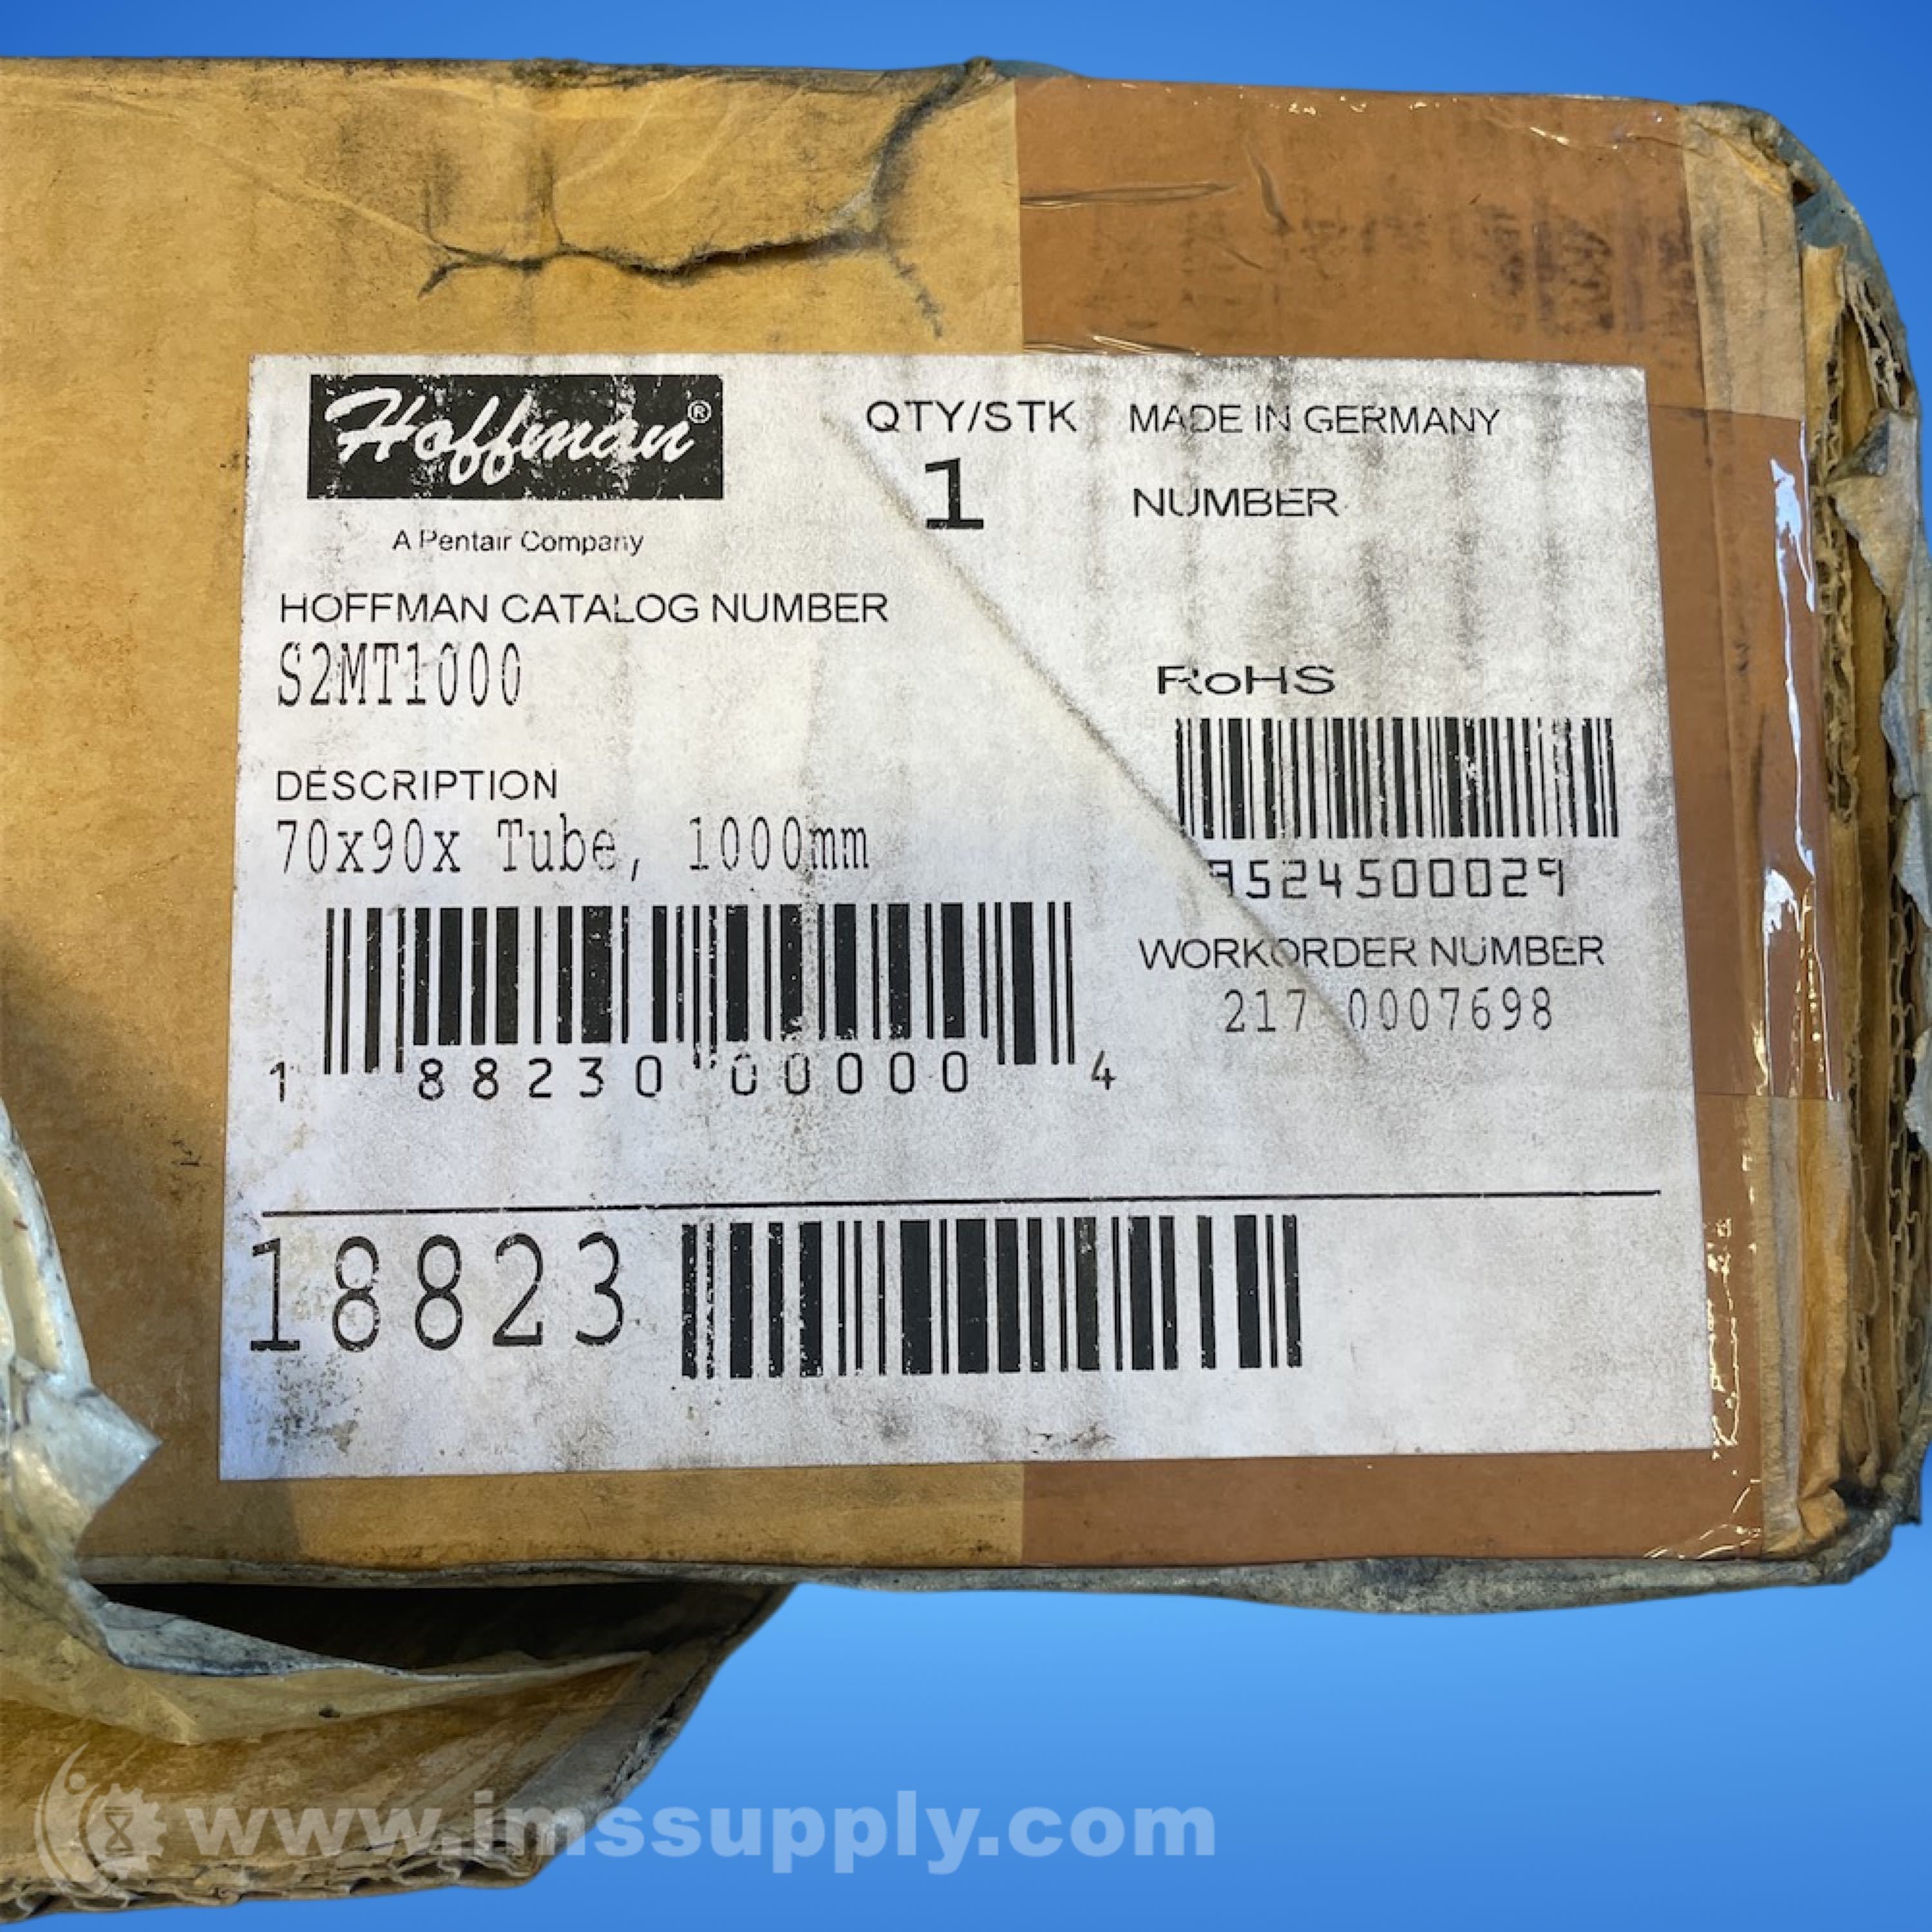 Hoffman®
A Pentair Company
QTY/STK
1
MADE IN GERMANY
NUMBER
HOFFMAN CATALOG NUMBER
S2MT1000
DESCRIPTION
70x90x Tube, 1000mm
1 88230 00000 4
RoHS
9524500029
WORKORDER NUMBER
217 0007698
18823
www.imssupply.com